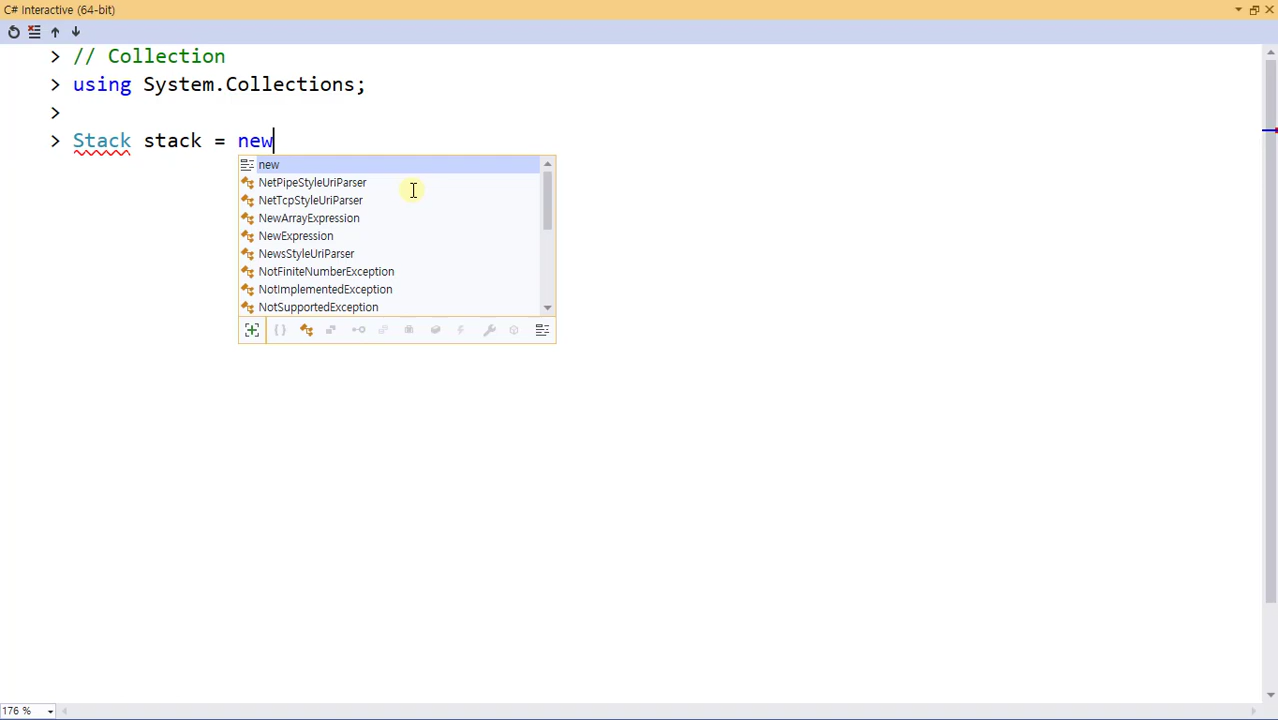 C# Interactive (64-bit)
> // Collection
> using System.Collections;
>
> Stack stack = new
new
NetPipeStyleUriParser
NetTcpStyleUriParser
NewArrayExpression
NewExpression
NewsStyleUriParser
NotFiniteNumberException
NotImplementedException
NotSupportedException
176 %